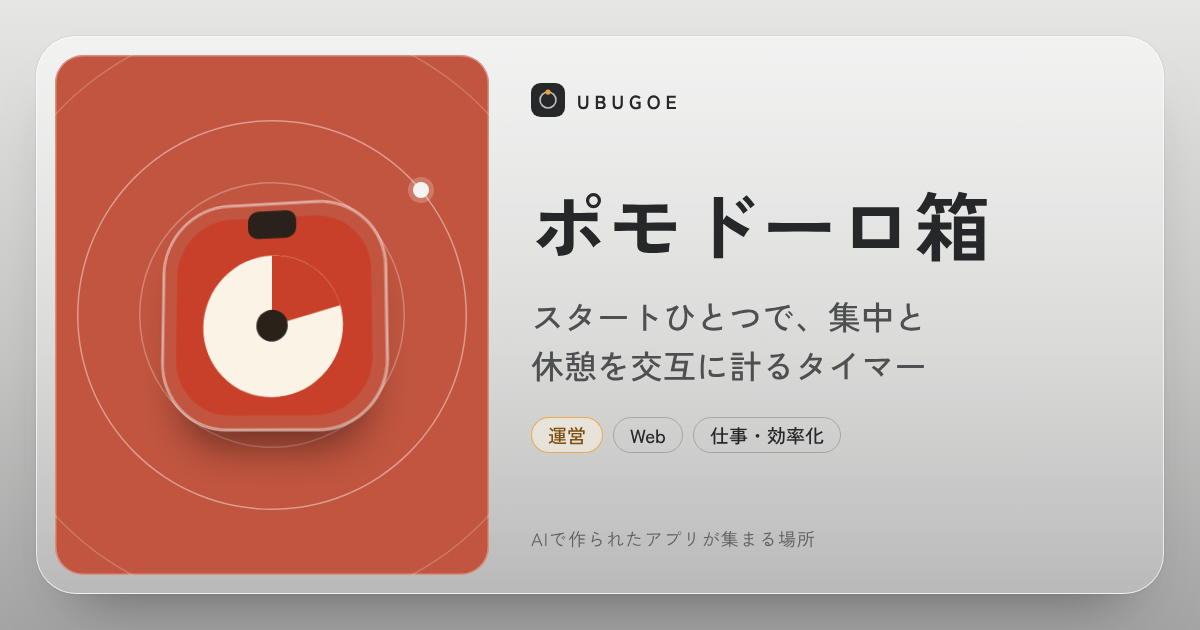 UBUGOE
ポモドーロ箱
スタートひとつで、集中と
休憩を交互に計るタイマー
運営 Web 仕事・効率化
AIで作られたアプリが集まる場所